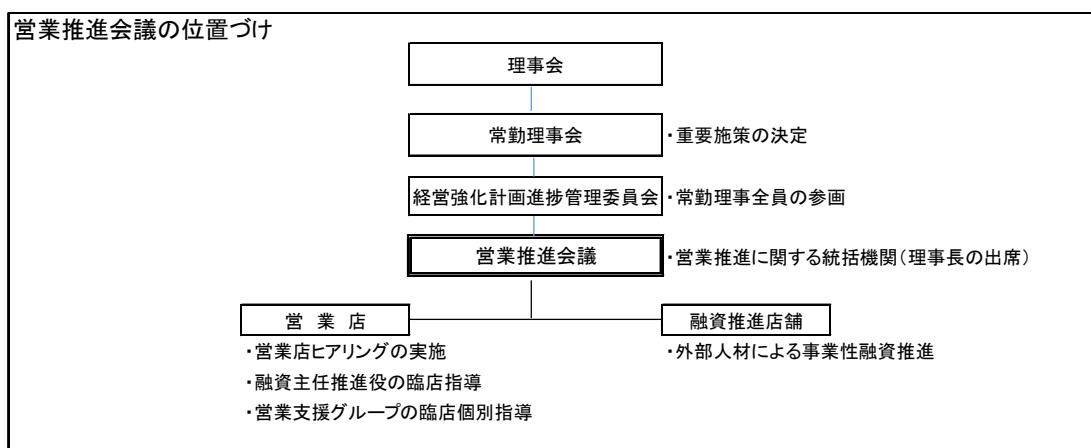 営業推進会議の位置づけ
理事会
常勤理事会
・重要施策の決定
経営強化計画進捗管理委員会
・常勤理事全員の参画
営業推進会議
・営業推進に関する統括機関（理事長の出席）
営 業 店
融資推進店舗
・営業店ヒアリングの実施
・外部人材による事業性融資推進
・融資主任推進役の臨店指導
・営業支援グループの臨店個別指導